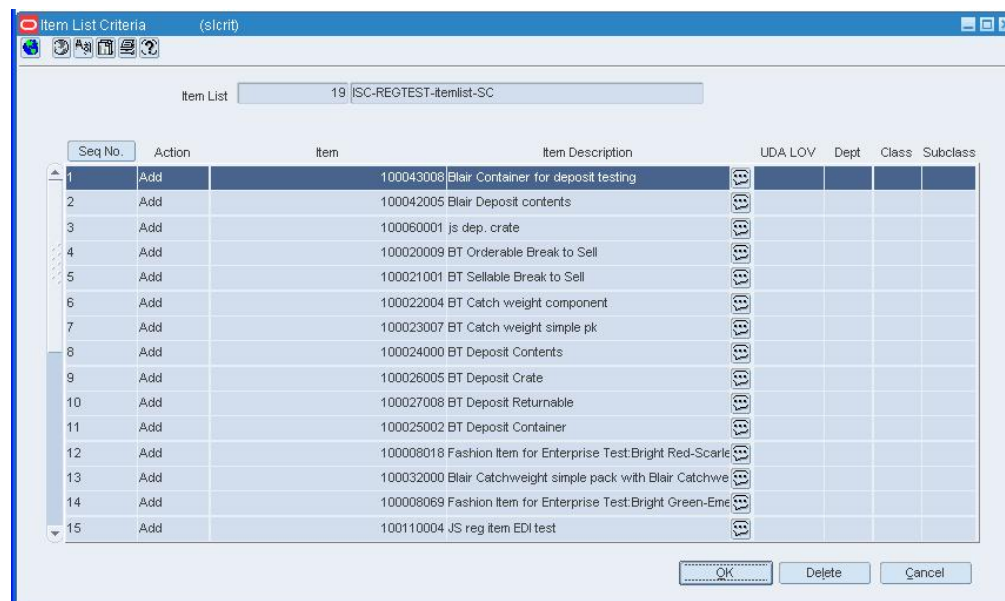 Item List Criteria (slcrit)
Item List 19 ISC-REGTEST-itemlist-SC
Seq No. Action Item Item Description UDA LOV Dept Class Subclass
1 Add 100043008 Blair Container for deposit testing
2 Add 100042005 Blair Deposit contents
3 Add 100060001 js dep. crate
4 Add 100020009 BT Orderable Break to Sell
5 Add 100021001 BT Sellable Break to Sell
6 Add 100022004 BT Catch weight component
7 Add 100023007 BT Catch weight simple pk
8 Add 100024000 BT Deposit Contents
9 Add 100026005 BT Deposit Crate
10 Add 100027008 BT Deposit Returnable
11 Add 100025002 BT Deposit Container
12 Add 100008018 Fashion Item for Enterprise Test:Bright Red-Scarle
13 Add 100032000 Blair Catchweight simple pack with Blair Catchwe
14 Add 100008069 Fashion Item for Enterprise Test:Bright Green-Eme
15 Add 100110004 JS reg item EDI test
OK Delete Cancel